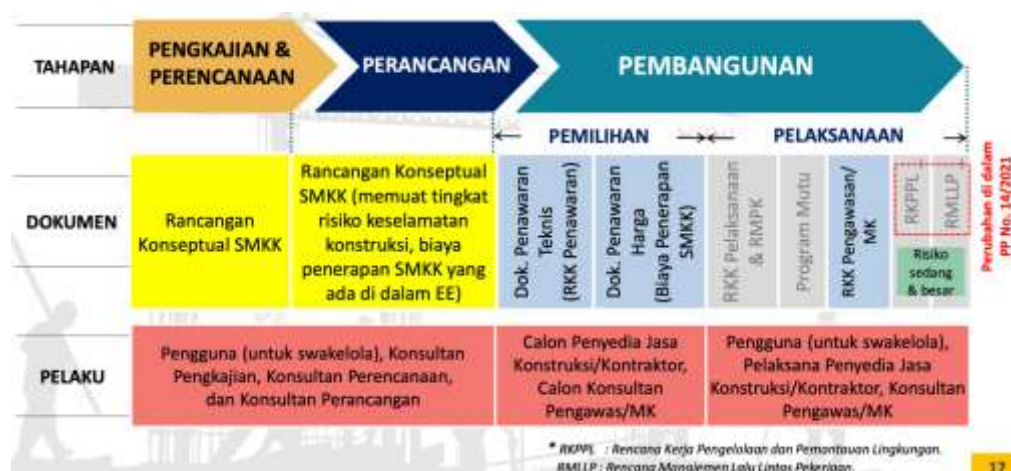 TAHAPAN
PENGKAJIAN &
PERENCANAAN
PERANCANGAN
PEMBANGUNAN
PEMILIHAN
PELAKSANAAN
DOKUMEN
Rancangan
Konseptual SMKK
Rancangan Konseptual
SMKK (memuat tingkat
risiko keselamatan
konstruksi, biaya
penerapan SMKK yang
ada di dalam EE)
Dok. Penawaran
Teknis
(RKK Penawaran)
Dok. Penawaran
Harga
(Biaya Penerapan
SMKK)
RKK Pelaksanaan
& RMPK
Program Mutu
RKK Pengawasan/
MK
RKPPL
RMLLP
Risiko
sedang
& besar
Perubahan di dalam
PP No. 14/2021
PELAKU
Pengguna (untuk swakelola), Konsultan
Pengkajian, Konsultan Perencanaan,
dan Konsultan Perancangan
Calon Penyedia Jasa
Konstruksi/Kontraktor,
Calon Konsultan
Pengawas/MK
Pengguna (untuk swakelola),
Pelaksana Penyedia Jasa
Konstruksi/Kontraktor, Konsultan
Pengawas/MK
* RKPPL : Rencana Kerja Pengelolaan dan Pemantauan Lingkungan.
RMLLP : Rencana Manajemen Lalu Lintas Pekerjaan.
17